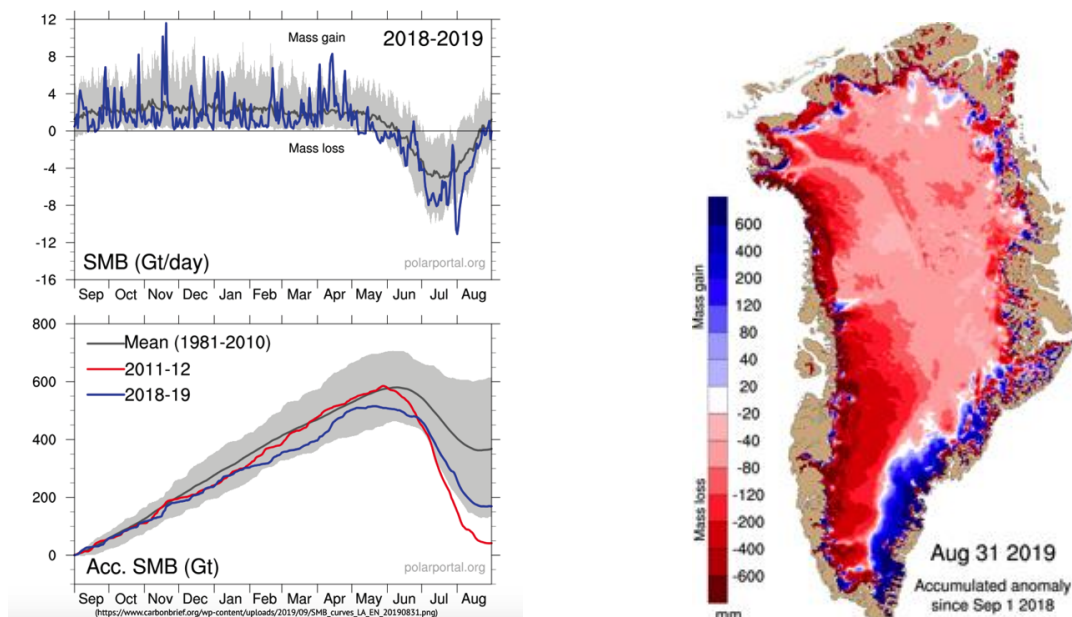 12
8
4
0
-4
-8
-12
-16
Mass gain
2018-2019
Mass loss
SMB (Gt/day)
polarportal.org
Sep Oct Nov Dec Jan Feb Mar Apr May Jun Jul Aug
800
600
400
200
0
Mean (1981-2010)
2011-12
2018-19
Acc. SMB (Gt)
polarportal.org
Sep Oct Nov Dec Jan Feb Mar Apr May Jun Jul Aug
(https://www.carbonbrief.org/wp-content/uploads/2019/09/SMB_curves_LA_EN_20190831.png)
Mass gain
Mass loss
600
400
200
120
80
40
20
-20
-40
-80
-120
-200
-400
-600
mm
Aug 31 2019
Accumulated anomaly
since Sep 1 2018